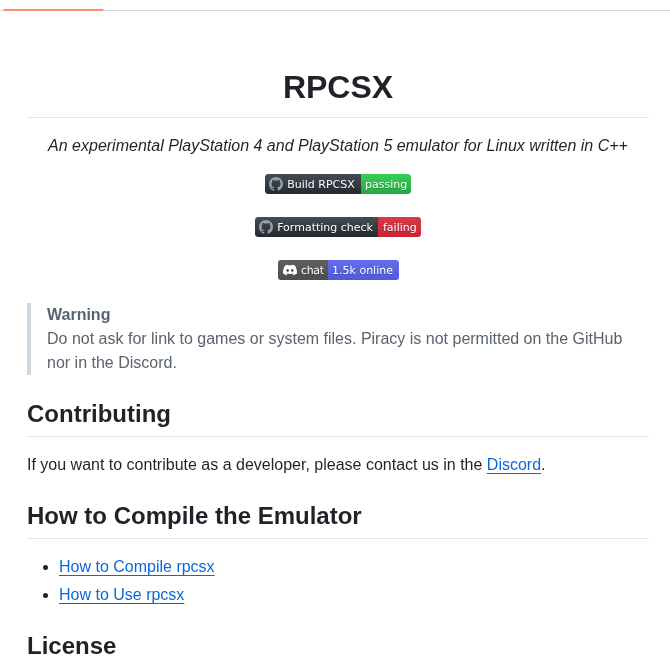 RPCSX
An experimental PlayStation 4 and PlayStation 5 emulator for Linux written in C++
Build RPCSX passing
Formatting check failing
chat 1.5k online
Warning
Do not ask for link to games or system files. Piracy is not permitted on the GitHub
nor in the Discord.
Contributing
If you want to contribute as a developer, please contact us in the Discord.
How to Compile the Emulator
How to Compile rpcsx
How to Use rpcsx
License